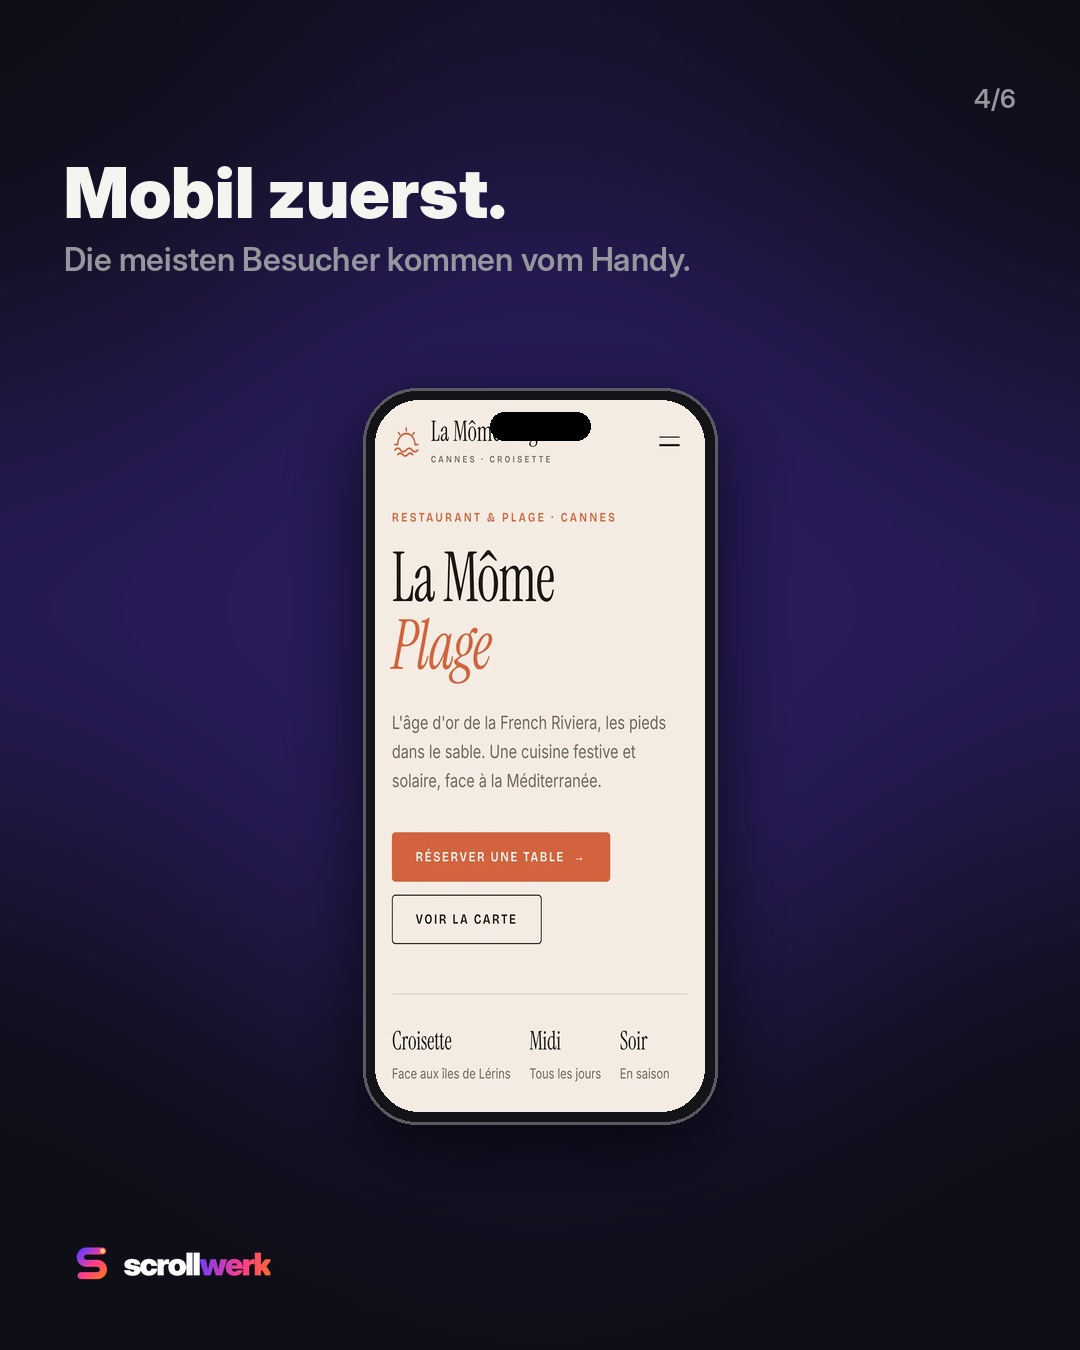 4/6
Mobil zuerst.
Die meisten Besucher kommen vom Handy.
La Môme
CANNES · CROISETTE
RESTAURANT & PLAGE · CANNES
La Môme
Plage
L'âge d'or de la French Riviera, les pieds
dans le sable. Une cuisine festive et
solaire, face à la Méditerranée.
RÉSERVER UNE TABLE →
VOIR LA CARTE
Croisette Midi Soir
Face aux îles de Lérins Tous les jours En saison
scrollwerk